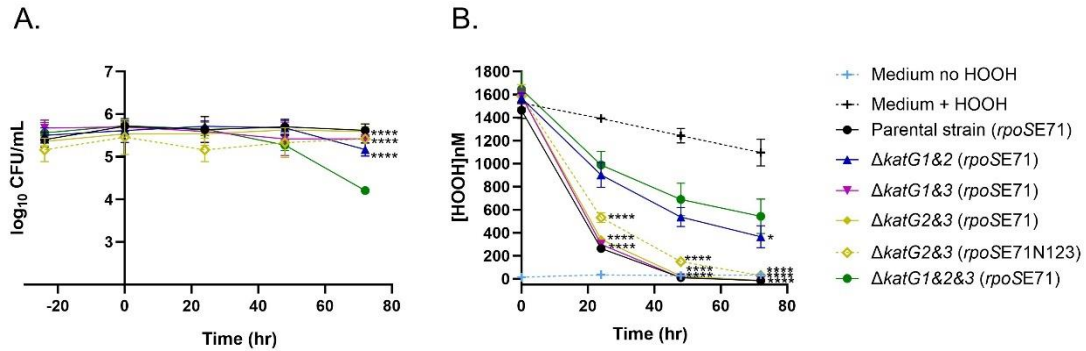 A.
log10 CFU/mL
7
6
5
4
3
****
****
****
-20 0 20 40 60 80
Time (hr)
B.
[HOOH]nM
1800
1600
1400
1200
1000
800
600
400
200
0
****
****
****
****
****
****
*
****
****
****
0 20 40 60 80
Time (hr)
Medium no HOOH
Medium + HOOH
Parental strain (rpoSE71)
ΔkatG1&2 (rpoSE71)
ΔkatG1&3 (rpoSE71)
ΔkatG2&3 (rpoSE71)
ΔkatG2&3 (rpoSE71N123)
ΔkatG1&2&3 (rpoSE71)